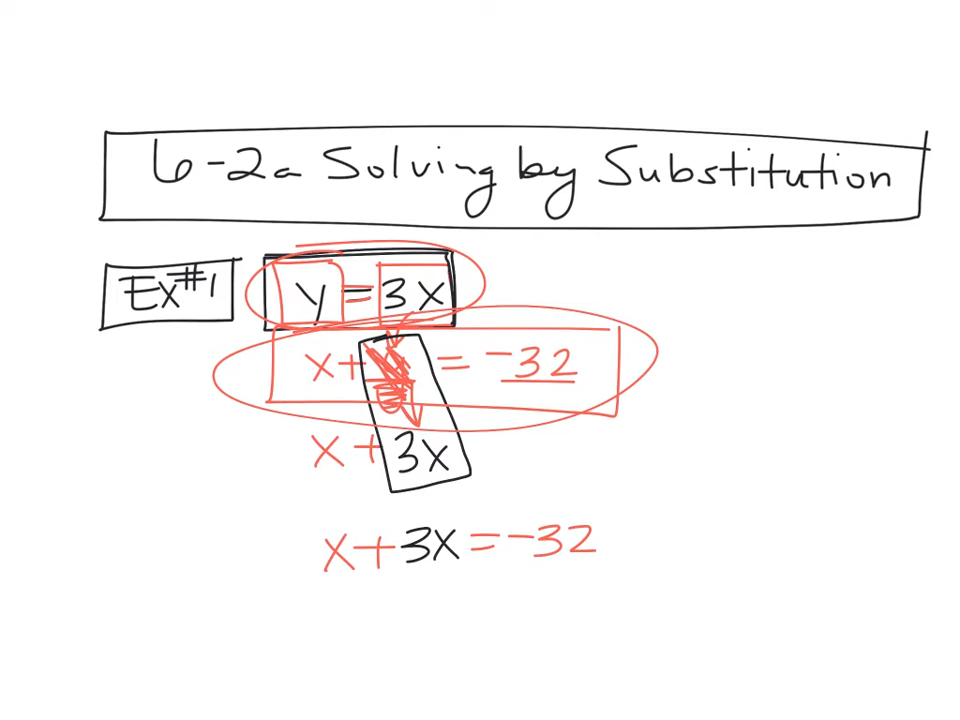 6-2a Solving by Substitution
Ex#1 y = 3x
x+ = -32
x+3x
x+3x=-32